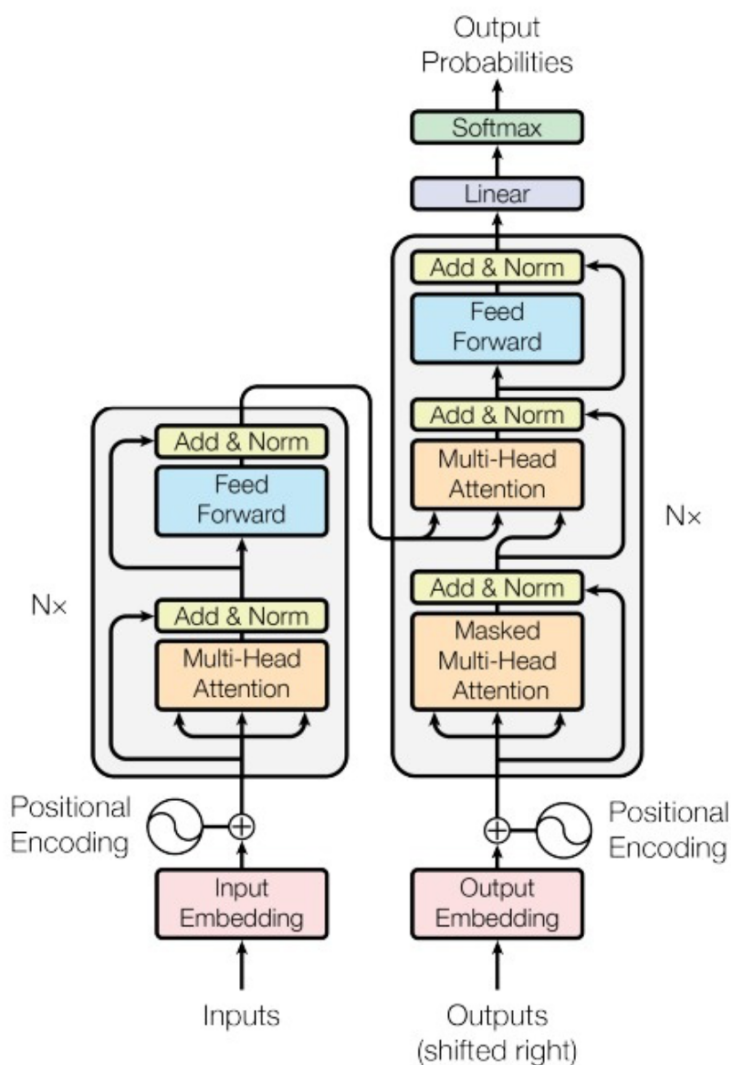 Output
Probabilities
Softmax
Linear
Add & Norm
Feed
Forward
Add & Norm
Multi-Head
Attention
Add & Norm
Masked
Multi-Head
Attention
Nx
Add & Norm
Feed
Forward
Add & Norm
Multi-Head
Attention
Nx
Positional
Encoding
Positional
Encoding
Input
Embedding
Output
Embedding
Inputs
Outputs
(shifted right)